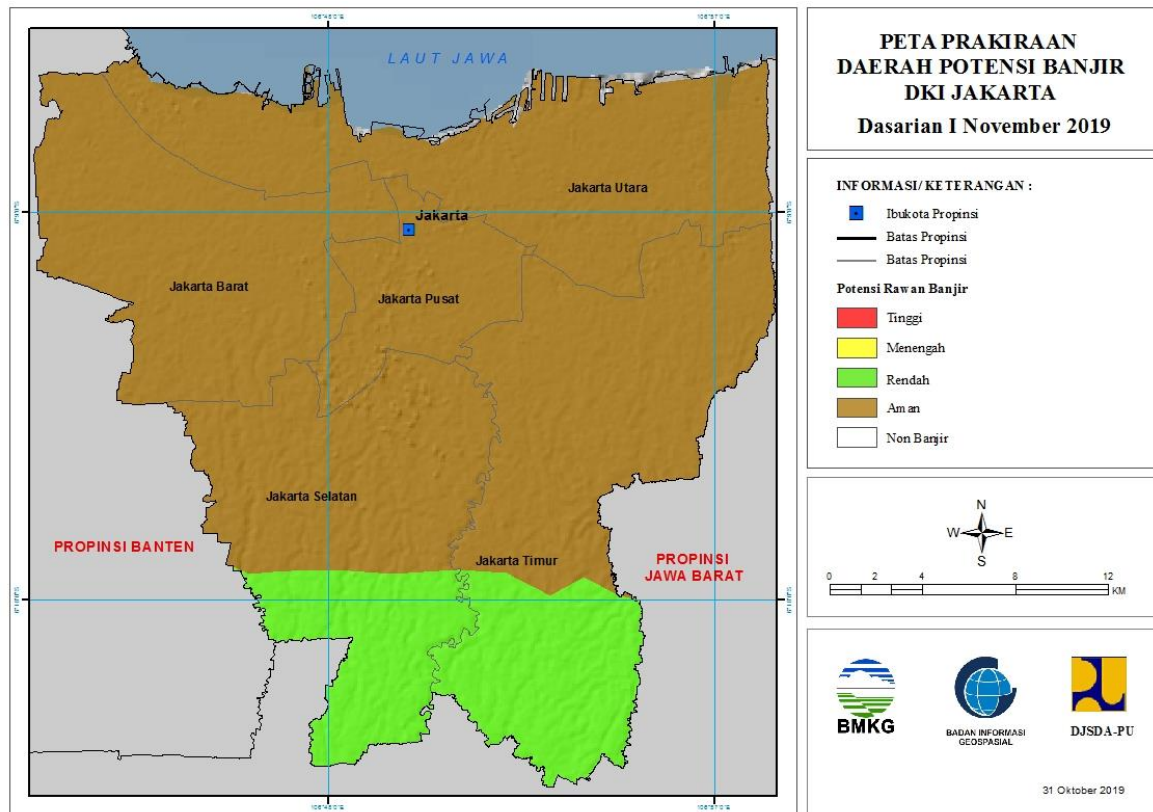 LAUT JAWA
Jakarta Utara
Jakarta
Jakarta Barat
Jakarta Pusat
Jakarta Selatan
PROPINSI BANTEN
Jakarta Timur
PROPINSI
JAWA BARAT
PETA PRAKIRAAN
DAERAH POTENSI BANJIR
DKI JAKARTA
Dasarian I November 2019
INFORMASI/KETERANGAN :
Ibukota Propinsi
Batas Propinsi
Batas Propinsi
Potensi Rawan Banjir
Tinggi
Menengah
Rendah
Aman
Non Banjir
N
W E
S
0 2 4 8 12
KM
BMKG
BADAN INFORMASI
GEOSPASIAL
DJSDA-PU
31 Oktober 2019